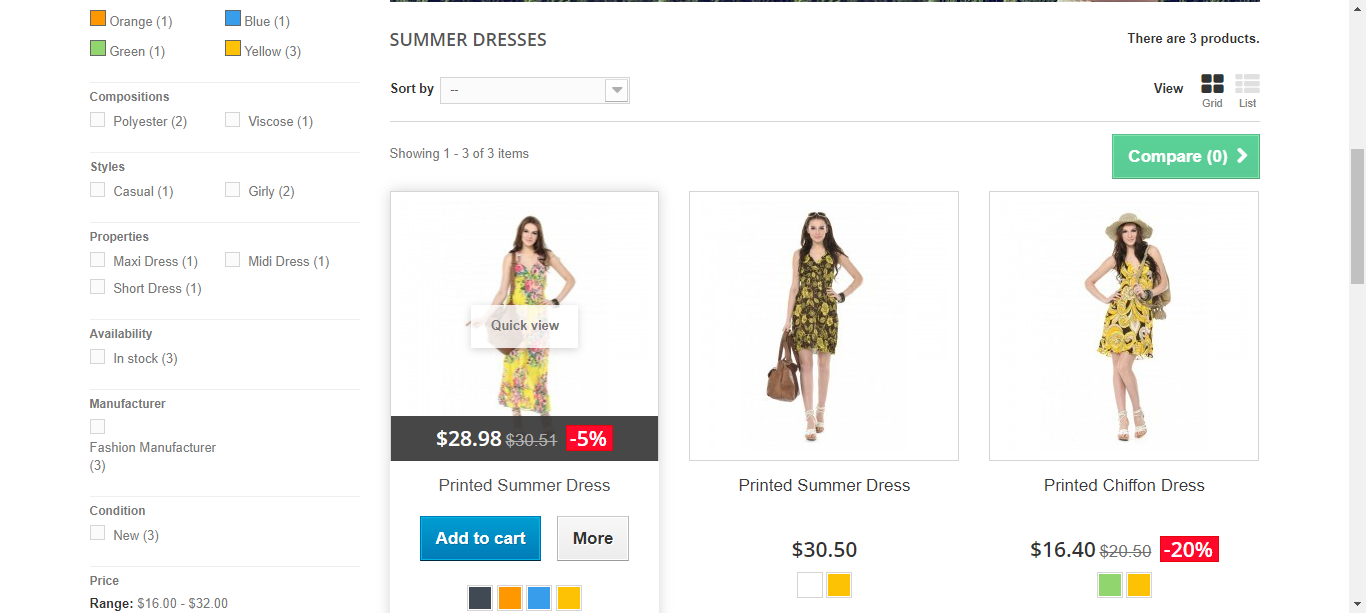 Orange (1)
Blue (1)
Green (1)
Yellow (3)
Compositions
Polyester (2)
Viscose (1)
Styles
Casual (1)
Girly (2)
Properties
Maxi Dress (1)
Midi Dress (1)
Short Dress (1)
Availability
In stock (3)
Manufacturer
Fashion Manufacturer
(3)
Condition
New (3)
Price
Range: $16.00 - $32.00
SUMMER DRESSES
There are 3 products.
Sort by
--
View
Grid
List
Showing 1 - 3 of 3 items
Compare (0)
Quick view
$28.98 $30.51 -5%
Printed Summer Dress
Add to cart
More
Printed Summer Dress
$30.50
Printed Chiffon Dress
$16.40 $20.50 -20%